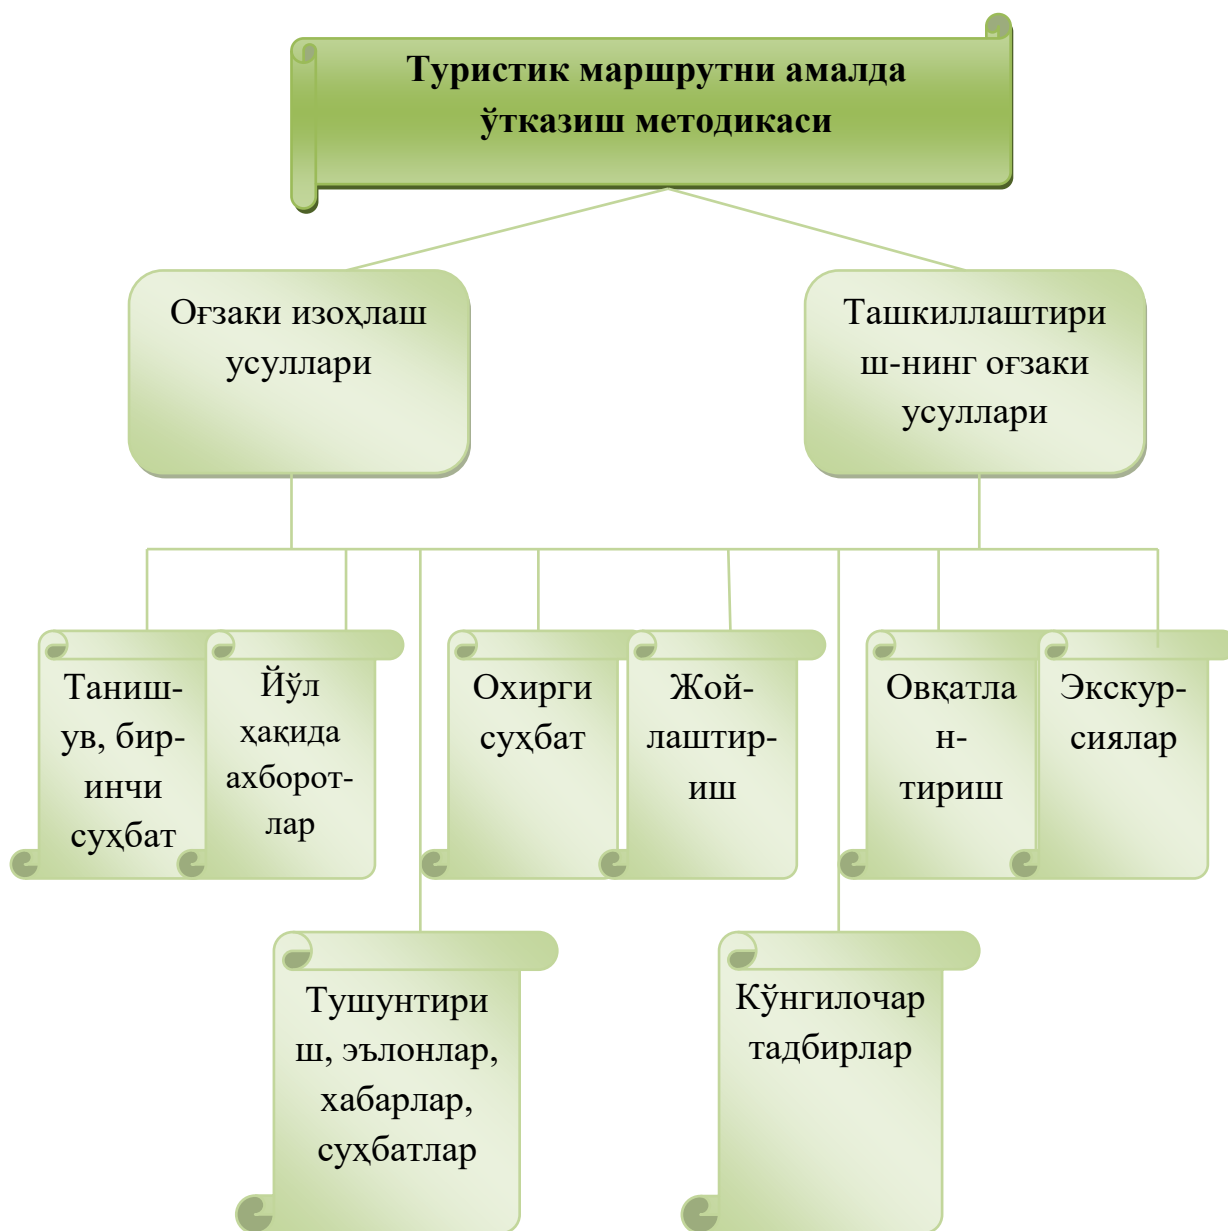 Туристик маршрутни амалда
ўтказиш методикаси
Оғзаки изоҳлаш
усуллари
Ташкиллаштири
ш-нинг оғзаки
усуллари
Таниш-
ув, бир-
инчи
суҳбат
Йўл
ҳақида
ахборот-
лар
Охирги
суҳбат
Жой-
лаштир-
иш
Овқатла
н-
тириш
Экскур-
сиялар
Тушунтири
ш, эълонлар,
хабарлар,
суҳбатлар
Кўнгилочар
тадбирлар